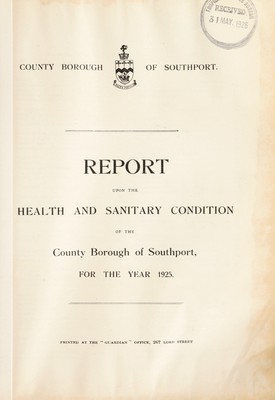 RECEIVED
31 MAY. 1926
COUNTY BOROUGH OF SOUTHPORT.
REPORT
UPON THE
HEALTH AND SANITARY CONDITION
OF THE
County Borough of Southport,
FOR THE YEAR 1925.
PRINTED AT THE "GUARDIAN" OFFICE, 207 LORD STREET